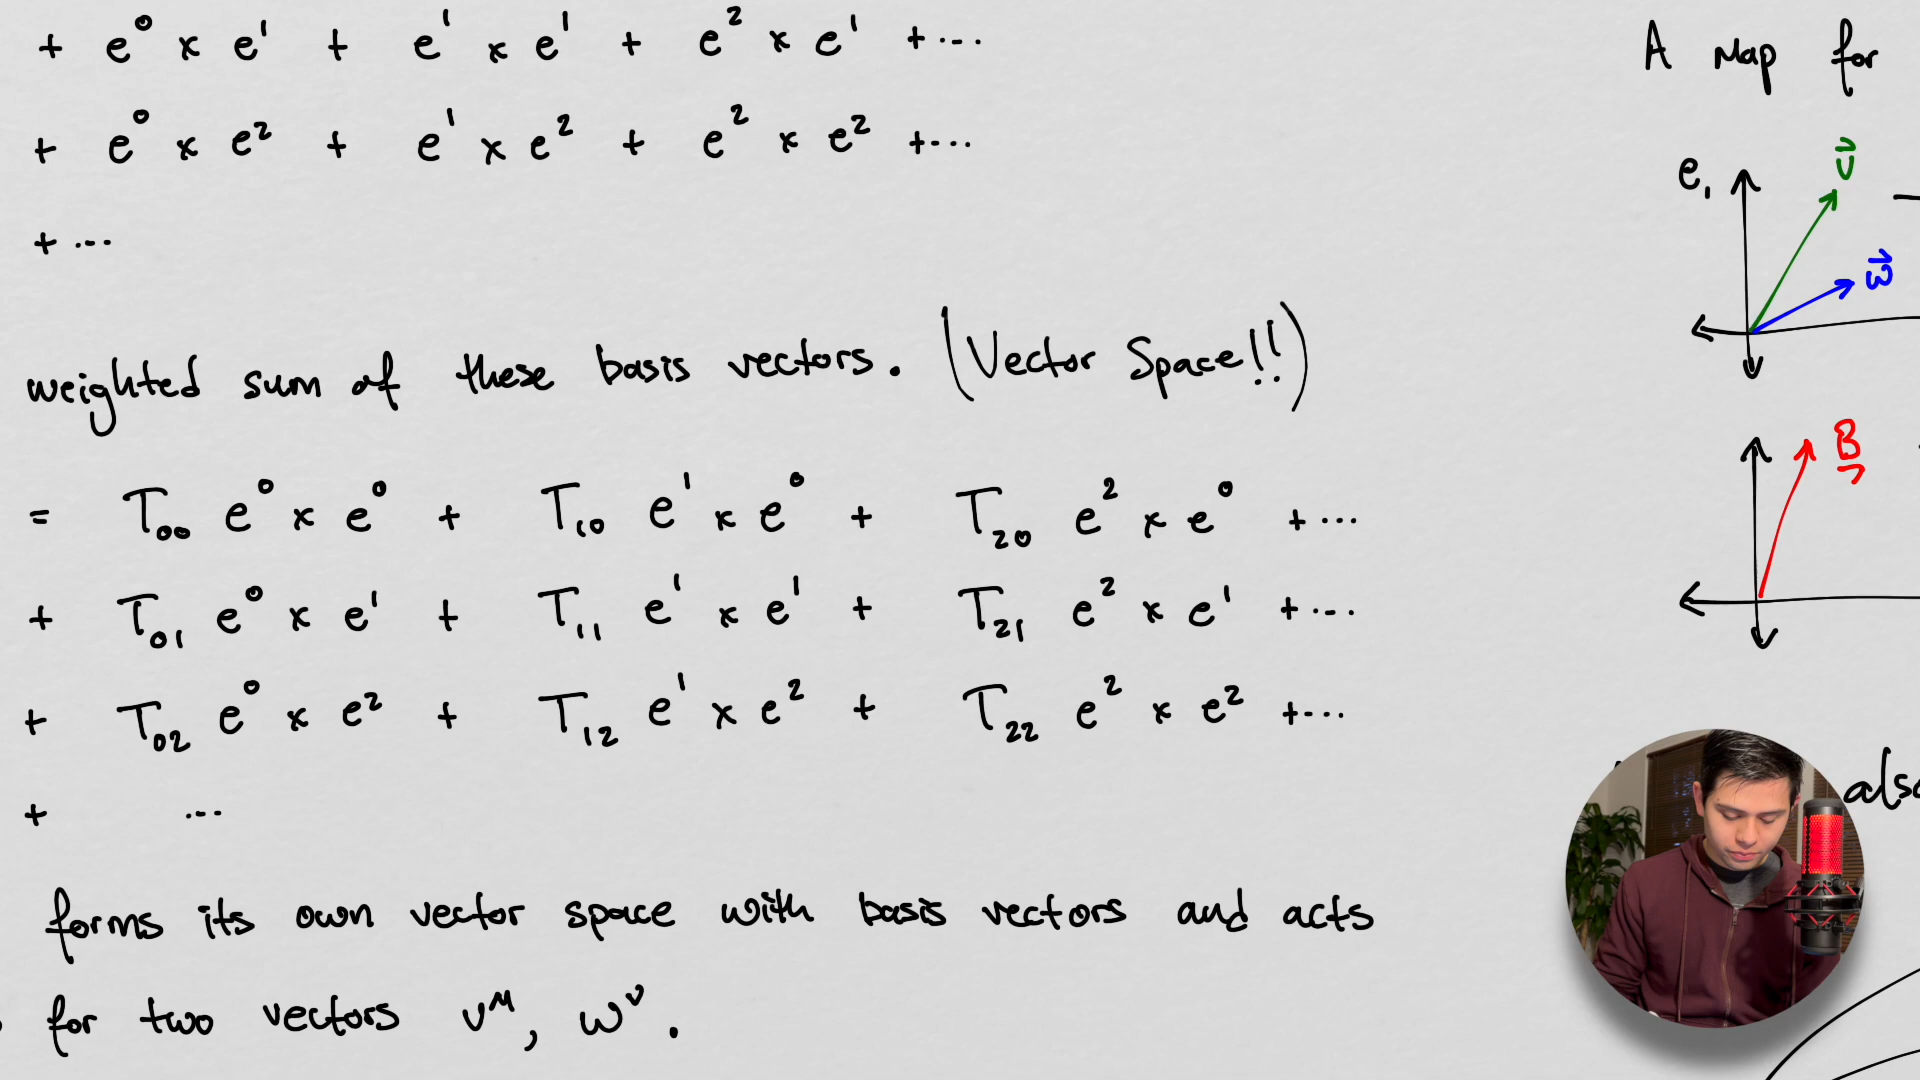 + e⁰ × e¹ + e¹ × e¹ + e² × e¹ + ...
+ e⁰ × e² + e¹ × e² + e² × e² + ...
+ ...
weighted sum of these basis vectors. (Vector Space!!)
= T₀₀ e⁰ × e⁰ + T₁₀ e¹ × e⁰ + T₂₀ e² × e⁰ + ...
+ T₀₁ e⁰ × e¹ + T₁₁ e¹ × e¹ + T₂₁ e² × e¹ + ...
+ T₀₂ e⁰ × e² + T₁₂ e¹ × e² + T₂₂ e² × e² + ...
+ ...
forms its own vector space with basis vectors and acts
for two vectors v^μ, w^ν.
A Map for
e₁
v⃗
w⃗
B
also